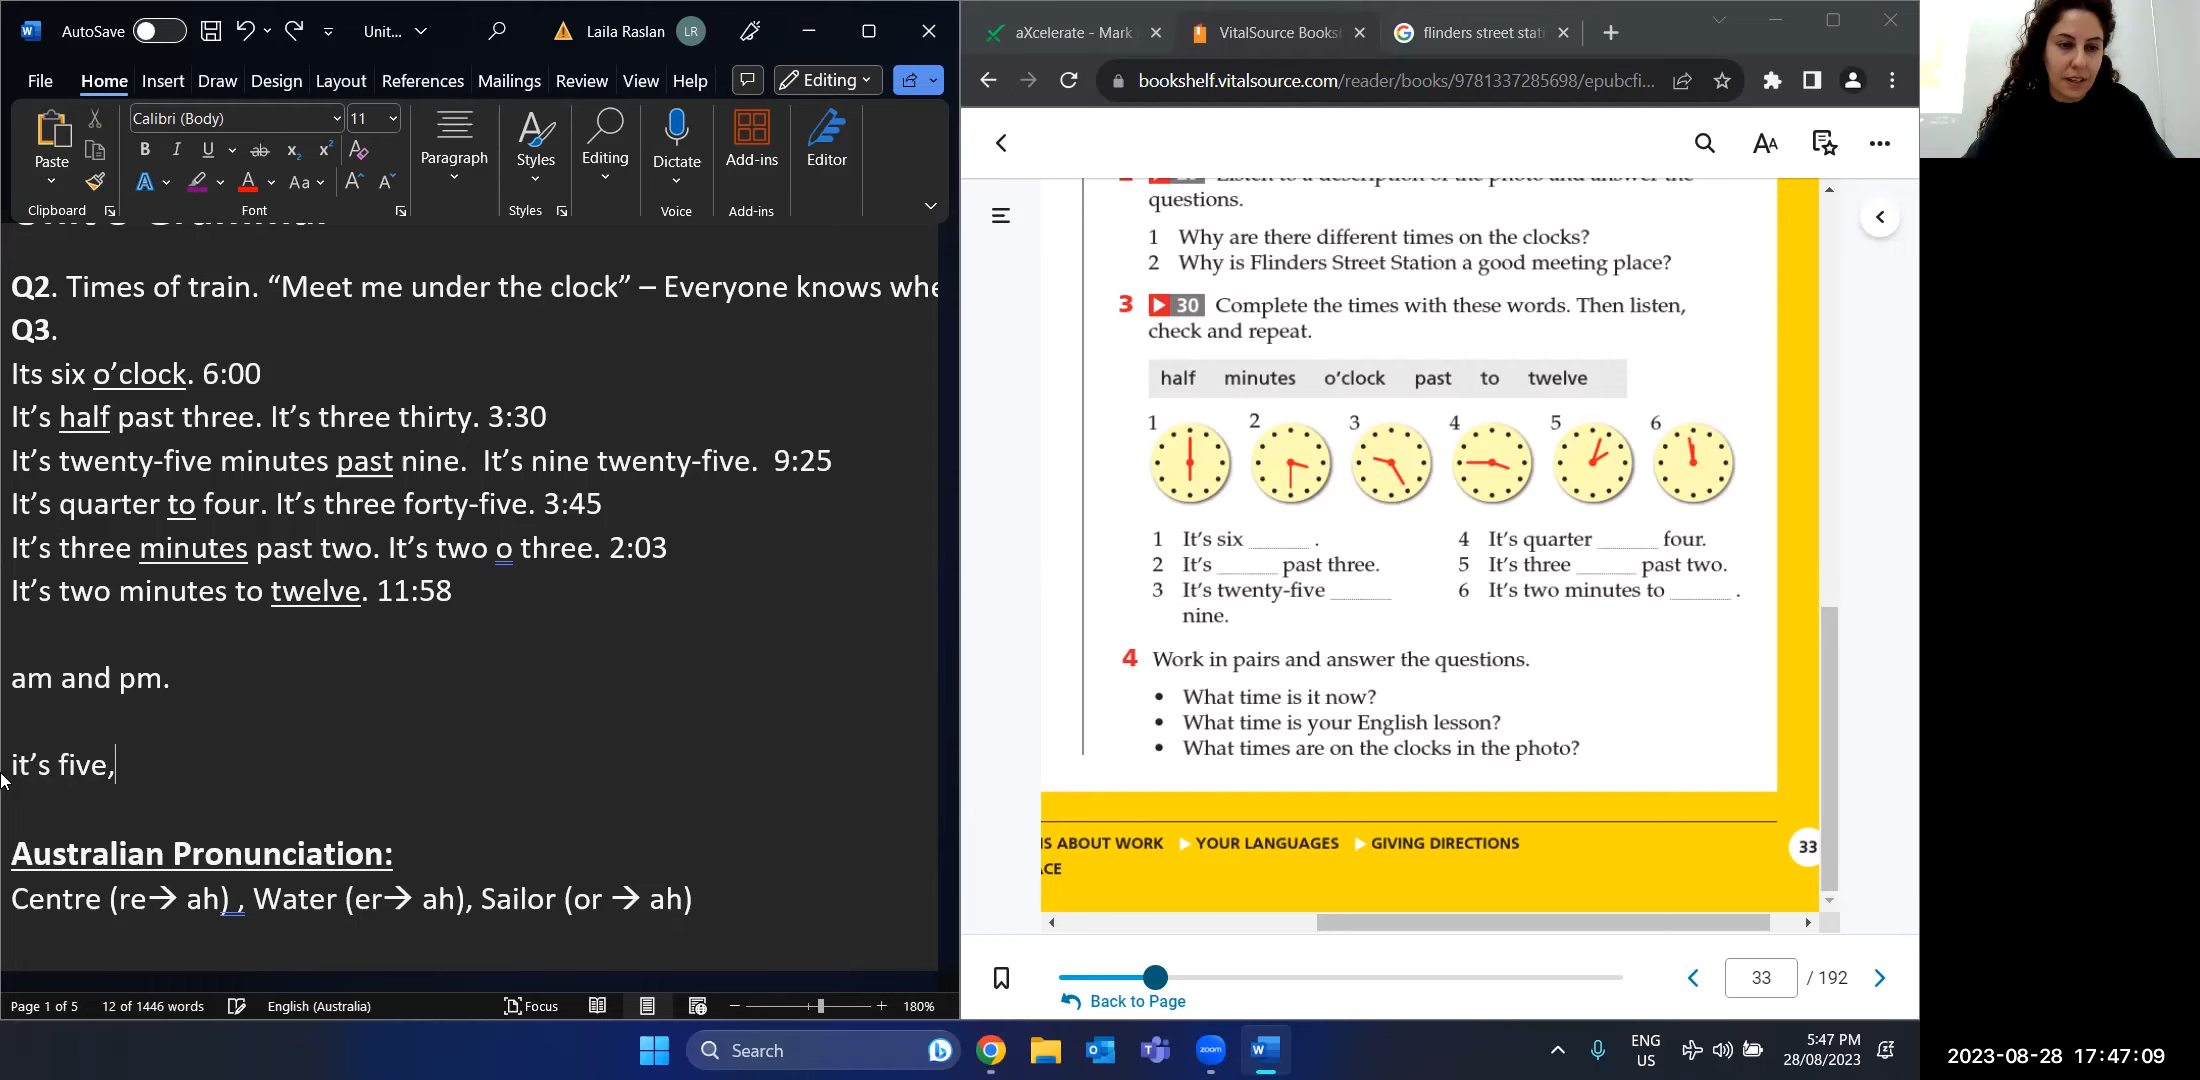 AutoSave
Unit...
Laila Raslan
LR
File Home Insert Draw Design Layout References Mailings Review View Help
Editing
Calibri (Body) 11
Paste
Paragraph
Styles
Editing
Dictate
Add-ins
Editor
Clipboard
Font
Styles
Voice
Add-ins
Q2. Times of train. “Meet me under the clock” – Everyone knows whe
Q3.
Its six o’clock. 6:00
It’s half past three. It’s three thirty. 3:30
It’s twenty-five minutes past nine.  It’s nine twenty-five.  9:25
It’s quarter to four. It’s three forty-five. 3:45
It’s three minutes past two. It’s two o three. 2:03
It’s two minutes to twelve. 11:58
am and pm.
it’s five,
Australian Pronunciation:
Centre (re→ ah) , Water (er→ ah), Sailor (or → ah)
Page 1 of 5 12 of 1446 words English (Australia) Focus 180%
aXcelerate - Mark
VitalSource Books
flinders street stati
bookshelf.vitalsource.com/reader/books/9781337285698/epubcfi...
Listen to a description of the photo and answer the
questions.
1 Why are there different times on the clocks?
2 Why is Flinders Street Station a good meeting place?
3 30 Complete the times with these words. Then listen,
check and repeat.
half minutes o’clock past to twelve
1 2 3 4 5 6
1 It’s six ______ .
2 It’s ______ past three.
3 It’s twenty-five ______
nine.
4 It’s quarter ______ four.
5 It’s three ______ past two.
6 It’s two minutes to ______ .
4 Work in pairs and answer the questions.
• What time is it now?
• What time is your English lesson?
• What times are on the clocks in the photo?
S ABOUT WORK ▶ YOUR LANGUAGES ▶ GIVING DIRECTIONS
CE
33
33 / 192
Back to Page
Search
zoom
ENG
US
5:47 PM
28/08/2023
2023-08-28 17:47:09